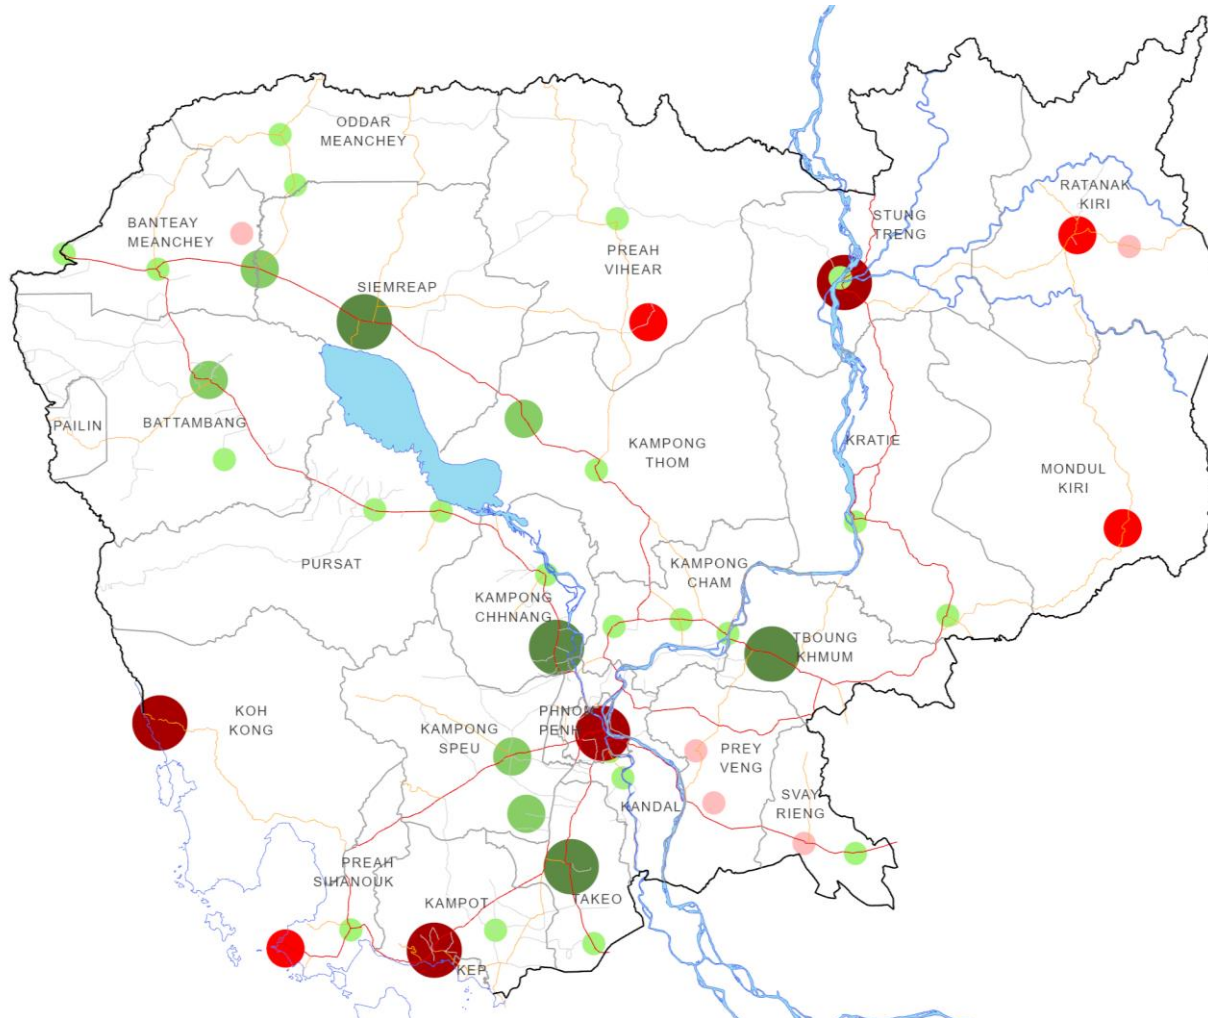 ODDAR
MEANCHEY
RATANAK
KIRI
BANTEAY
MEANCHEY
STUNG
TRENG
PREAH
VIHEAR
SIEMREAP
PAILIN
BATTAMBANG
KRATIE
KAMPONG
THOM
MONDUL
KIRI
PURSAT
KAMPONG
CHAM
KAMPONG
CHHNANG
TBOUNG
KHMUM
KOH
KONG
PHNOM
PENH
KAMPONG
SPEU
PREY
VENG
SVAY
RIENG
KANDAL
PREAH
SIHANOUK
KAMPOT
TAKEO
KEP